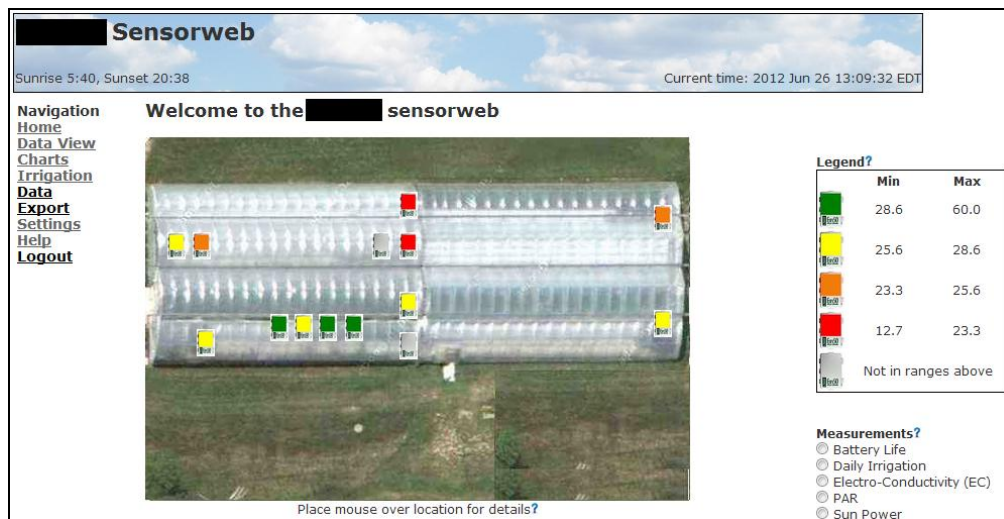 Sensorweb
Sunrise 5:40, Sunset 20:38
Current time: 2012 Jun 26 13:09:32 EDT
Navigation
Home
Data View
Charts
Irrigation
Data
Export
Settings
Help
Logout
Welcome to the sensorweb
Place mouse over location for details?
Legend?
Min Max
28.6 60.0
25.6 28.6
23.3 25.6
12.7 23.3
Not in ranges above
Measurements?
Battery Life
Daily Irrigation
Electro-Conductivity (EC)
PAR
Sun Power